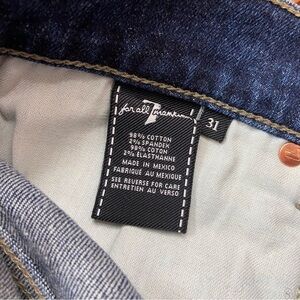 7
for all mankind
31
98% COTTON
2% SPANDEX
98% COTON
2% ÉLASTHANNE
MADE IN MEXICO
FABRIQUÉ AU MEXIQUE
SEE REVERSE FOR CARE
ENTRETIEN AU VERSO